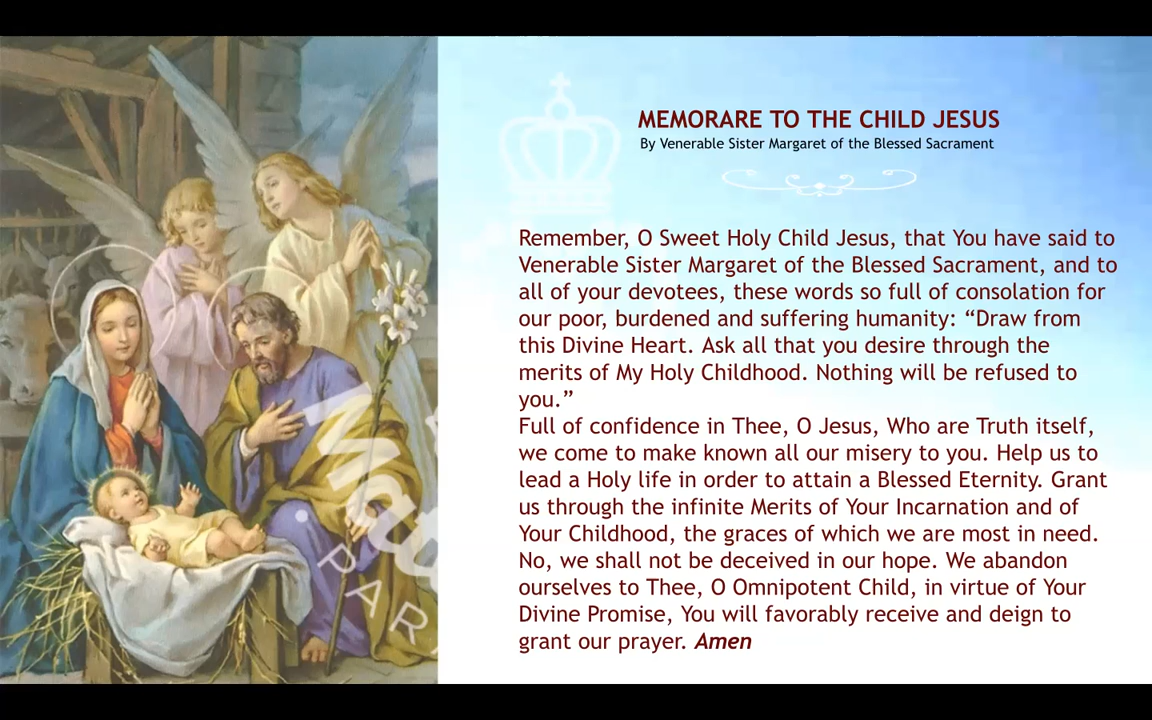 MEMORARE TO THE CHILD JESUS
By Venerable Sister Margaret of the Blessed Sacrament
Remember, O Sweet Holy Child Jesus, that You have said to
Venerable Sister Margaret of the Blessed Sacrament, and to
all of your devotees, these words so full of consolation for
our poor, burdened and suffering humanity: “Draw from
this Divine Heart. Ask all that you desire through the
merits of My Holy Childhood. Nothing will be refused to
you.”
Full of confidence in Thee, O Jesus, Who are Truth itself,
we come to make known all our misery to you. Help us to
lead a Holy life in order to attain a Blessed Eternity. Grant
us through the infinite Merits of Your Incarnation and of
Your Childhood, the graces of which we are most in need.
No, we shall not be deceived in our hope. We abandon
ourselves to Thee, O Omnipotent Child, in virtue of Your
Divine Promise, You will favorably receive and deign to
grant our prayer. Amen